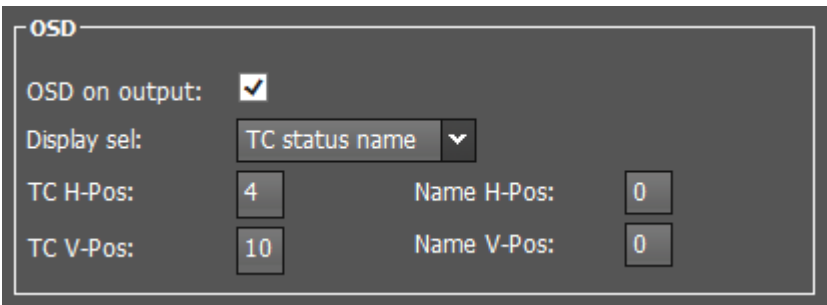 OSD
OSD on output:
Display sel: TC status name
TC H-Pos: 4 Name H-Pos: 0
TC V-Pos: 10 Name V-Pos: 0